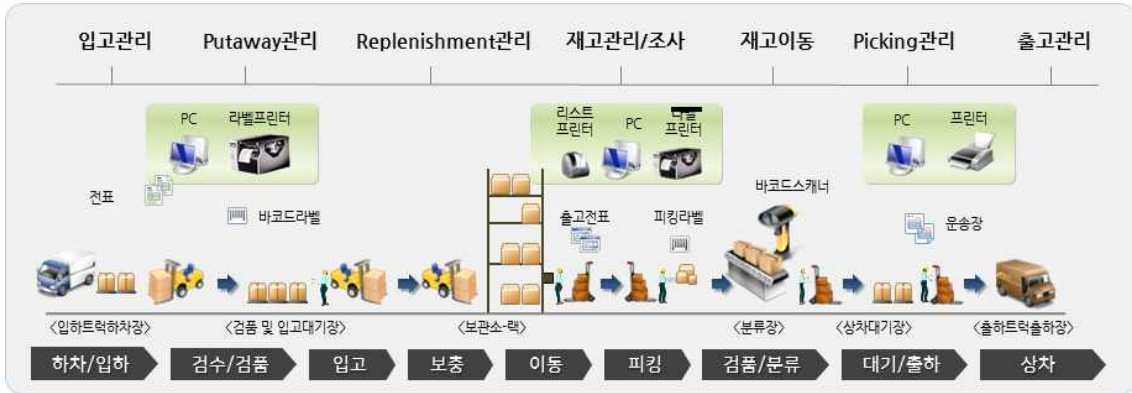 입고관리
Putaway관리
Replenishment관리
재고관리/조사
재고이동
Picking관리
출고관리
PC
라벨프린터
리스트
프린터
PC
프린터
PC
프린터
전표
바코드라벨
출고전표
피킹라벨
바코드스캐너
운송장
<입하트럭하차장>
<검품 및 입고대기장>
<보관소-랙>
<분류장>
<상차대기장>
<출하트럭출하장>
하차/입하
검수/검품
입고
보충
이동
피킹
검품/분류
대기/출하
상차